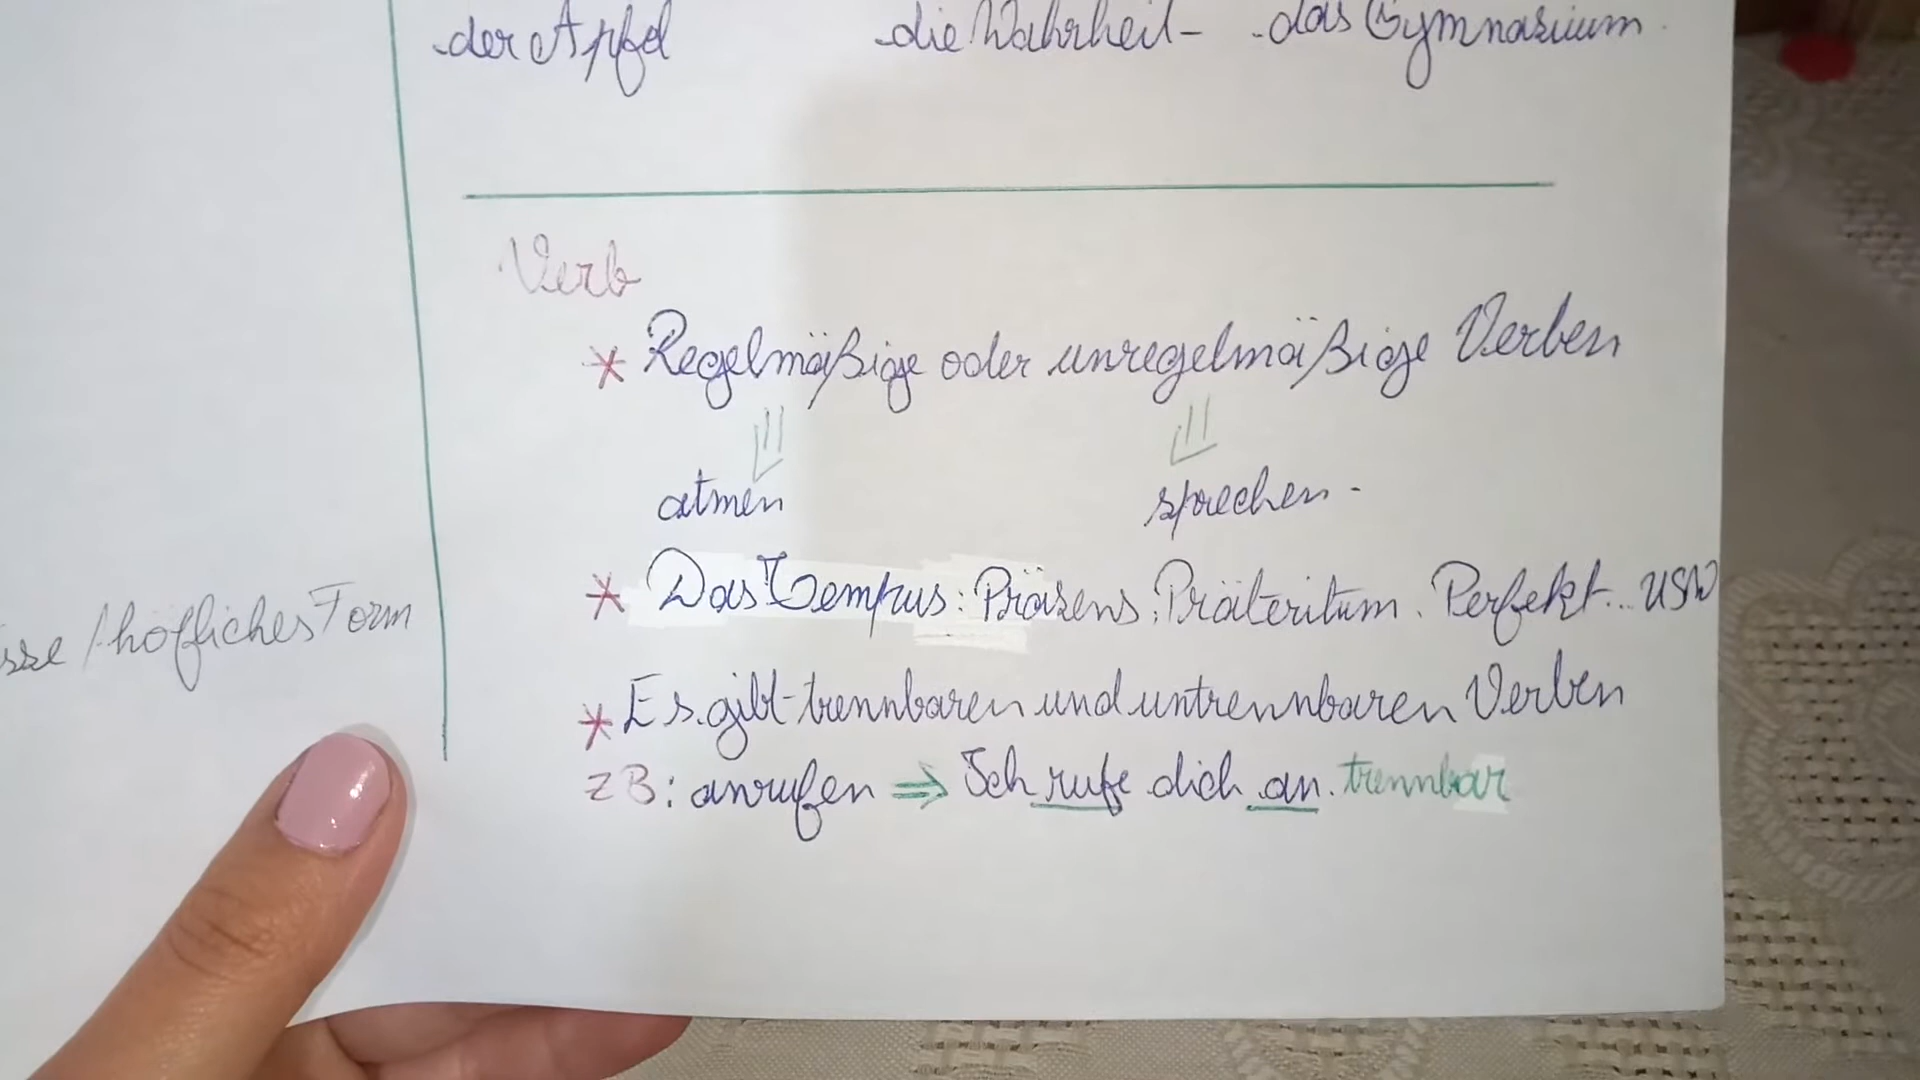 -der Apfel -die Wahrheit- -das Gymnasium.
Verb
* Regelmäßige oder unregelmäßige Verben
atmen sprechen-
* Das Tempus: Präsens, Präteritum. Perfekt... USW
/höffliches Form
* Es gibt trennbaren und untrennbaren Verben
ZB: anrufen ⇒ Ich rufe dich an. trennbar